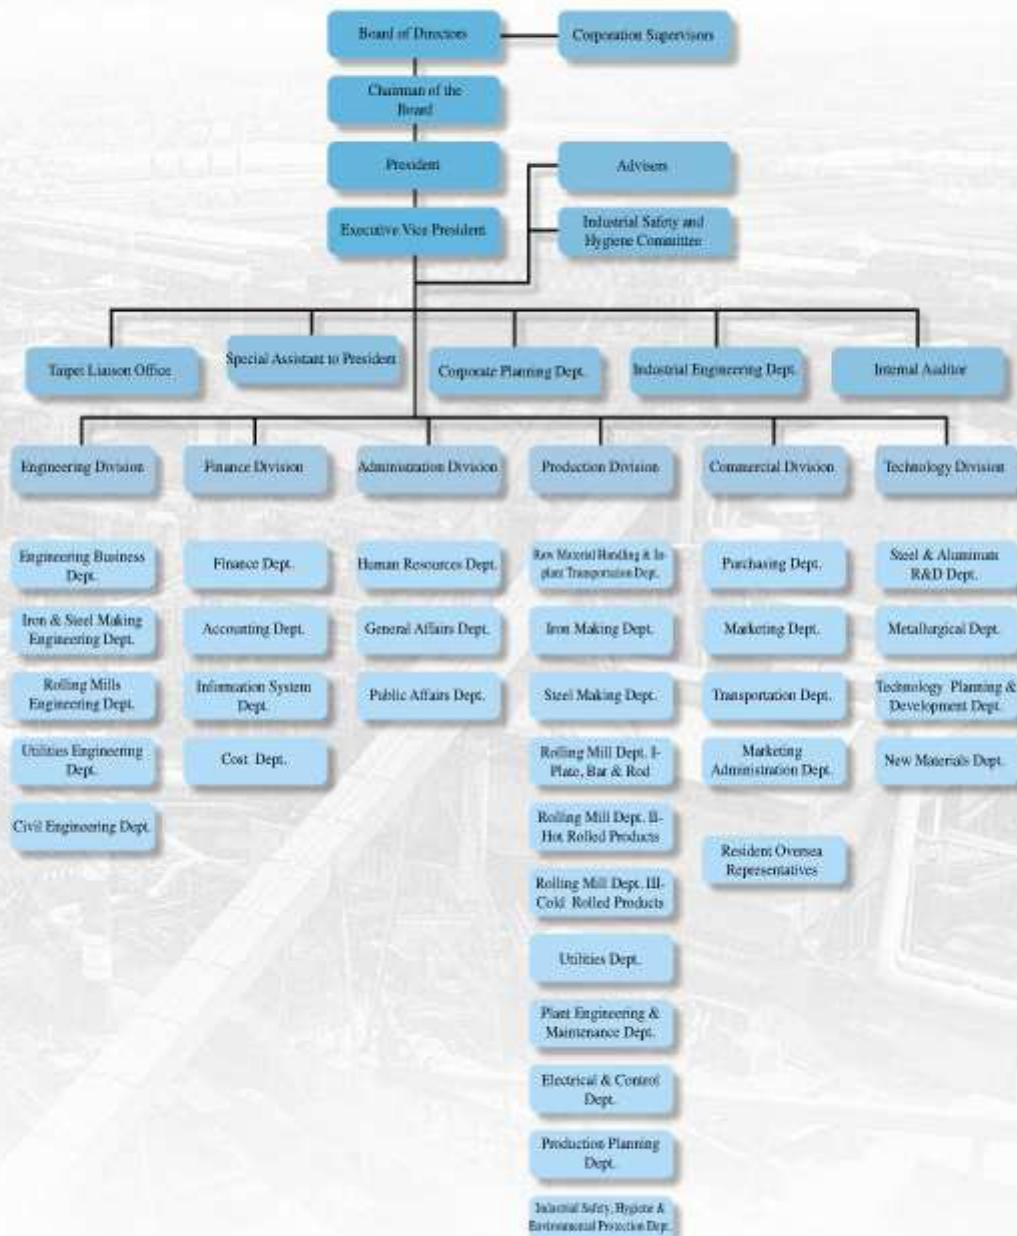 Board of Directors
Corporation Supervisors
Chairman of the
Board
President
Advisors
Executive Vice President
Industrial Safety and
Hygiene Committee
Taipei Liaison Office
Special Assistant to President
Corporate Planning Dept.
Industrial Engineering Dept.
Internal Auditor
Engineering Division
Finance Division
Administration Division
Production Division
Commercial Division
Technology Division
Engineering Business
Dept.
Iron & Steel Making
Engineering Dept.
Rolling Mills
Engineering Dept.
Utilities Engineering
Dept.
Civil Engineering Dept.
Finance Dept.
Accounting Dept.
Information System
Dept.
Cost Dept.
Human Resources Dept.
General Affairs Dept.
Public Affairs Dept.
Raw Material Handling & In-
plant Transportation Dept.
Iron Making Dept.
Steel Making Dept.
Rolling Mill Dept. I-
Plate, Bar & Rod
Rolling Mill Dept. II-
Hot Rolled Products
Rolling Mill Dept. III-
Cold Rolled Products
Utilities Dept.
Plant Engineering &
Maintenance Dept.
Electrical & Control
Dept.
Production Planning
Dept.
Industrial Safety, Hygiene &
Environmental Protection Dept.
Purchasing Dept.
Marketing Dept.
Transportation Dept.
Marketing
Administration Dept.
Resident Oversea
Representatives
Steel & Aluminum
R&D Dept.
Metallurgical Dept.
Technology Planning &
Development Dept.
New Materials Dept.